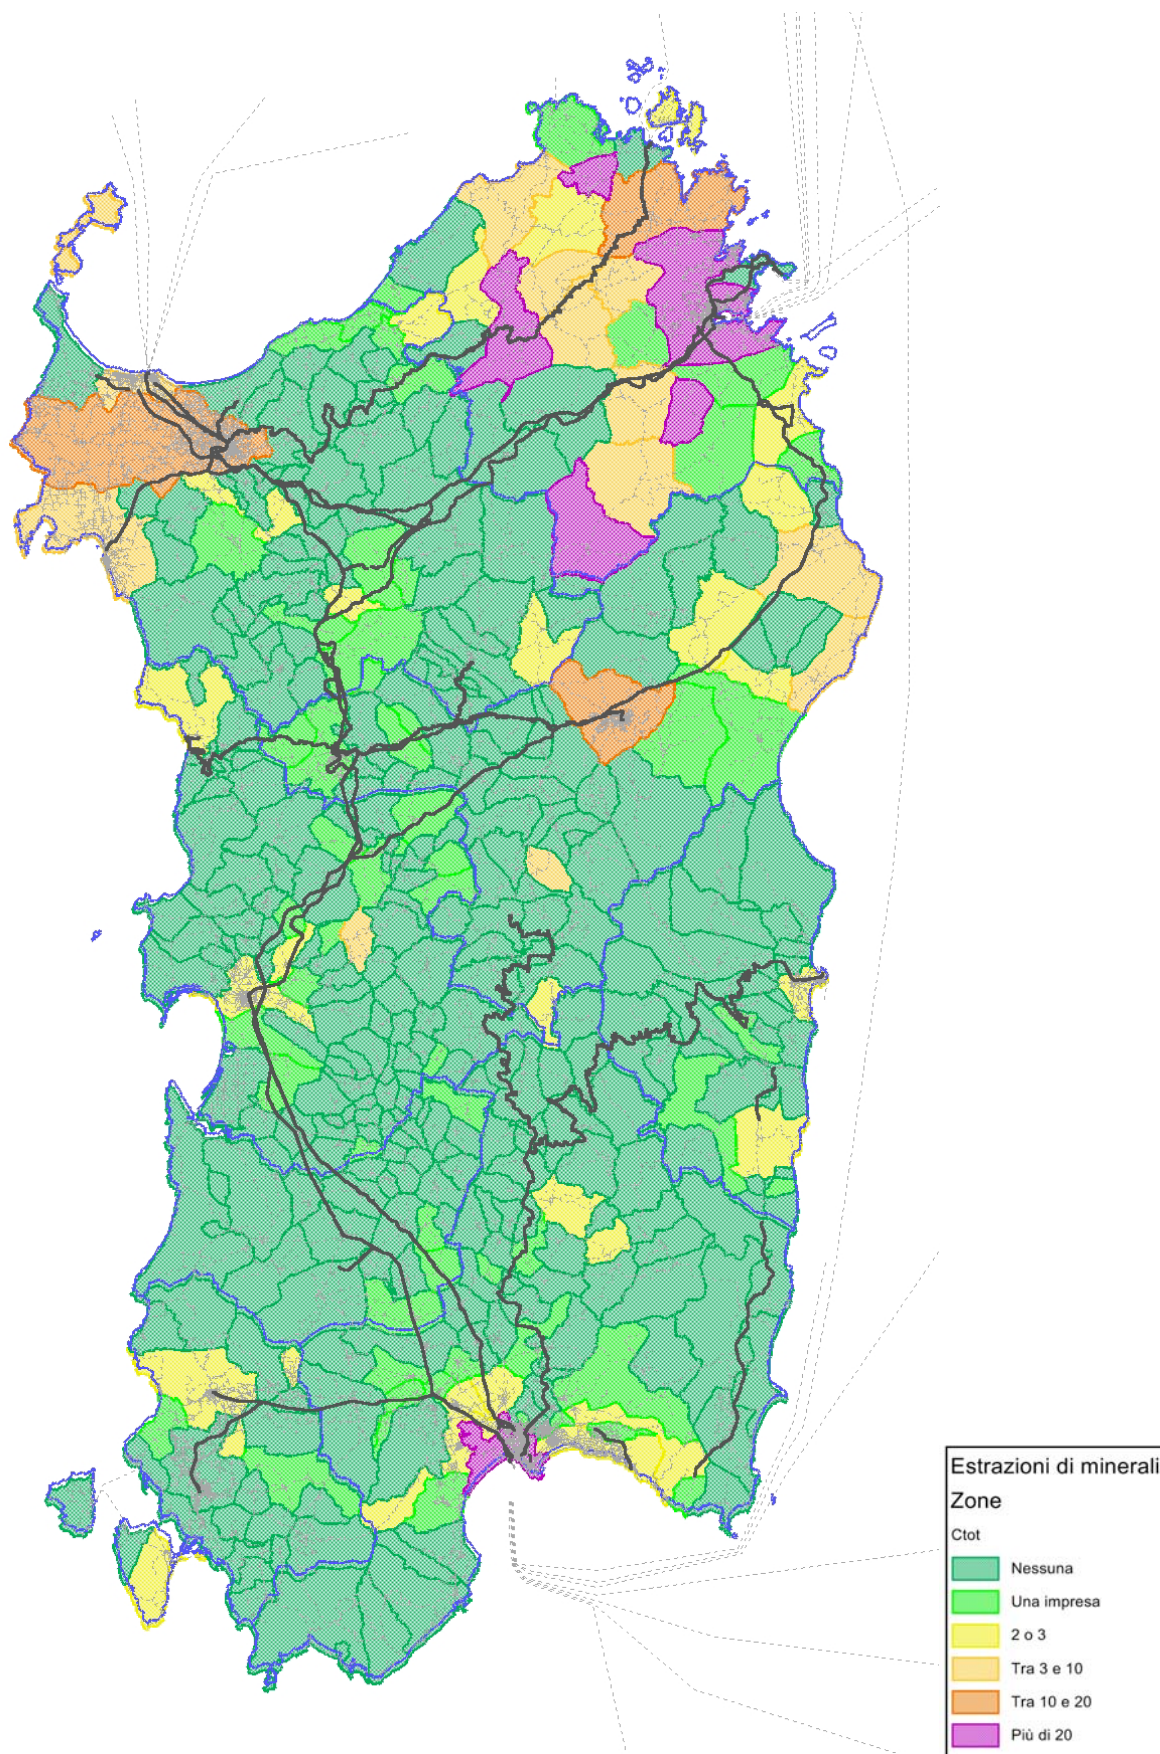 Estrazioni di minerali
Zone
Ctot
Nessuna
Una impresa
2 o 3
Tra 3 e 10
Tra 10 e 20
Più di 20